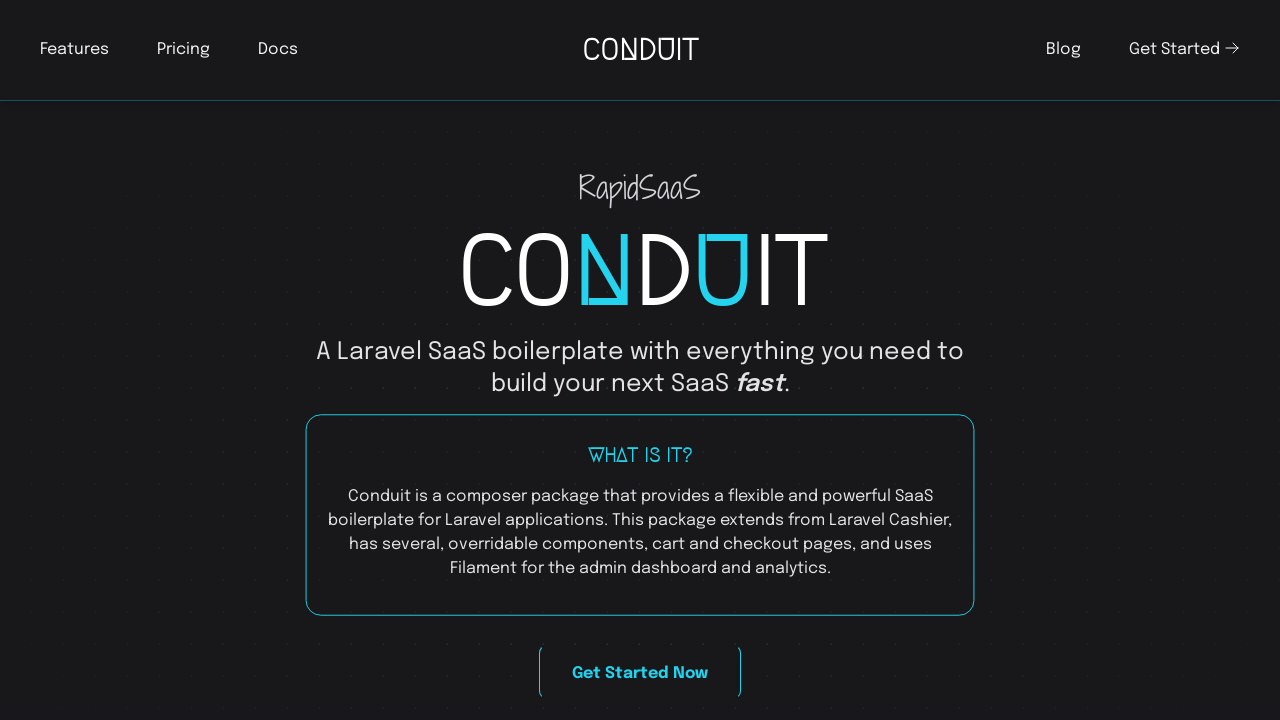 Features Pricing Docs CONDUIT Blog Get Started →
RapidSaaS
CONDUIT
A Laravel SaaS boilerplate with everything you need to
build your next SaaS fast.
WHAT IS IT?
Conduit is a composer package that provides a flexible and powerful SaaS
boilerplate for Laravel applications. This package extends from Laravel Cashier,
has several, overridable components, cart and checkout pages, and uses
Filament for the admin dashboard and analytics.
Get Started Now